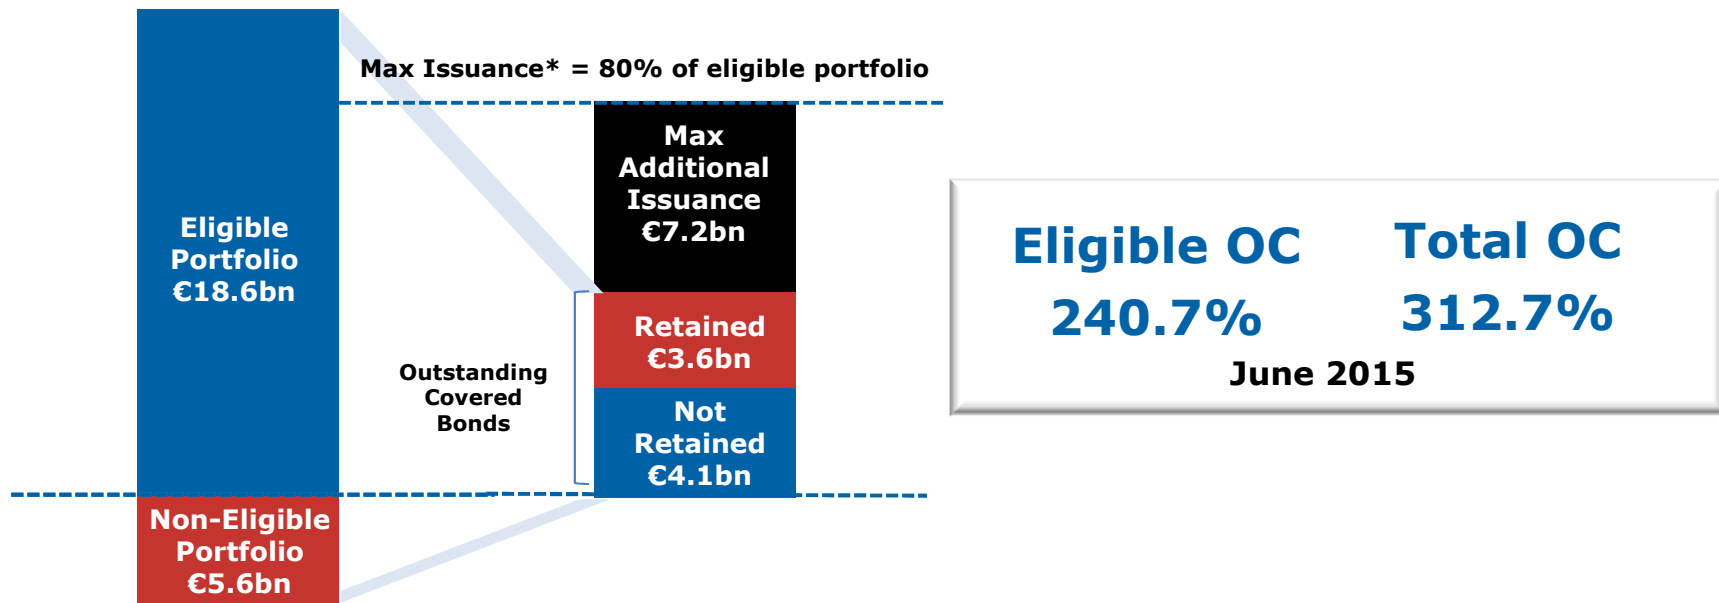 Max Issuance* = 80% of eligible portfolio
Eligible
Portfolio
€18.6bn
Non-Eligible
Portfolio
€5.6bn
Outstanding
Covered
Bonds
Max
Additional
Issuance
€7.2bn
Retained
€3.6bn
Not
Retained
€4.1bn
Eligible OC
240.7%
Total OC
312.7%
June 2015